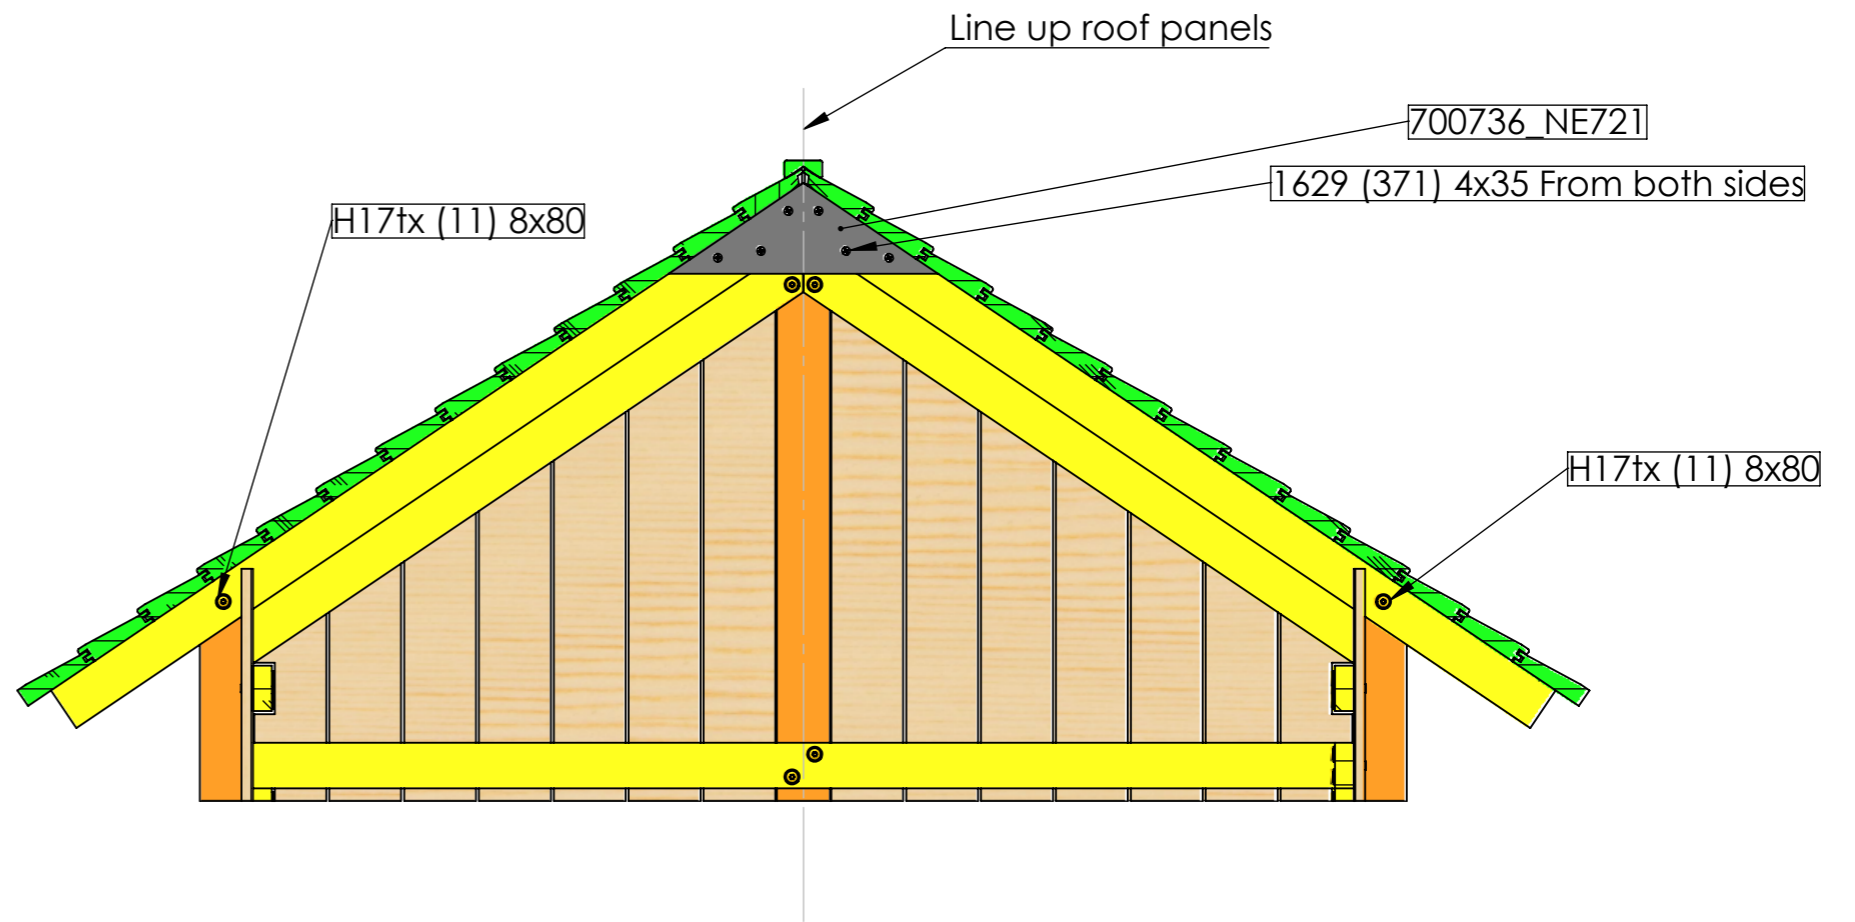 Line up roof panels
700736_NE721
1629 (371) 4x35 From both sides
H17tx (11) 8x80
H17tx (11) 8x80